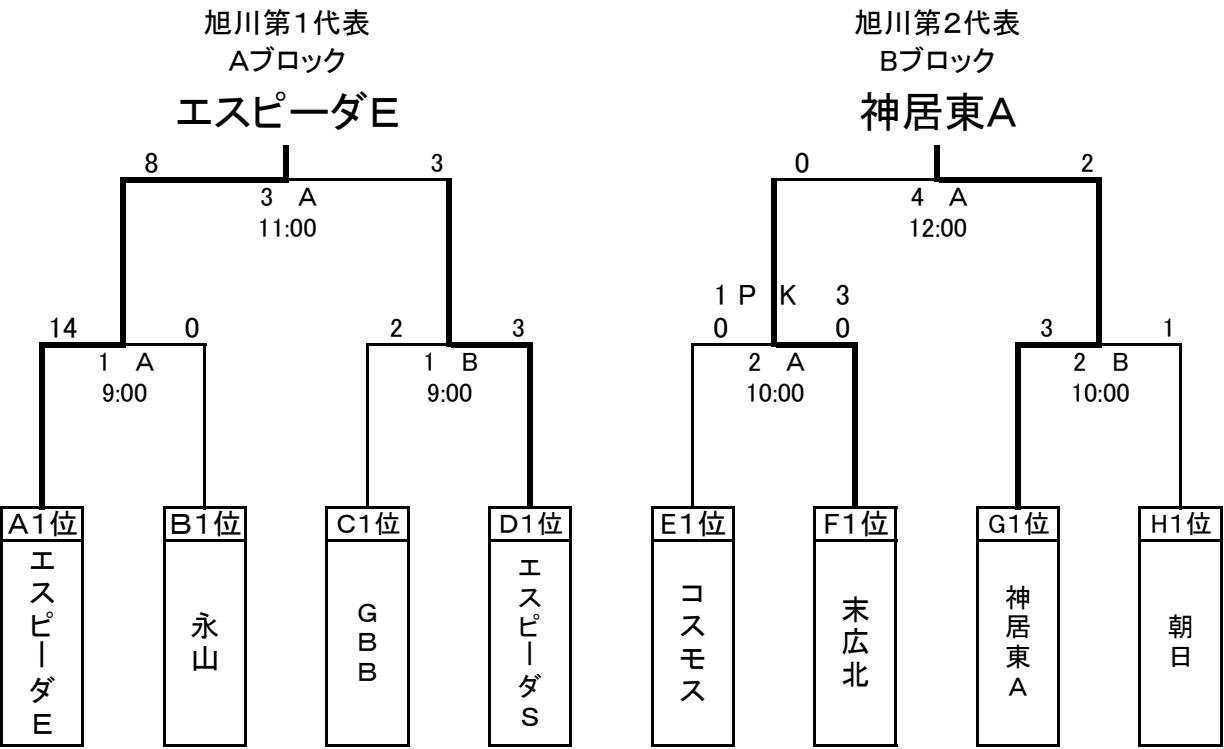 旭川第1代表
Aブロック
エスピーダE
旭川第2代表
Bブロック
神居東A
8 3
3 A
11:00
0 2
4 A
12:00
14 0
1 A
9:00
2 3
1 B
9:00
1 P K 3
0 0
2 A
10:00
3 1
2 B
10:00
A1位
エスピーダE
B1位
永山
C1位
GBB
D1位
エスピーダS
E1位
コスモス
F1位
末広北
G1位
神居東A
H1位
朝日